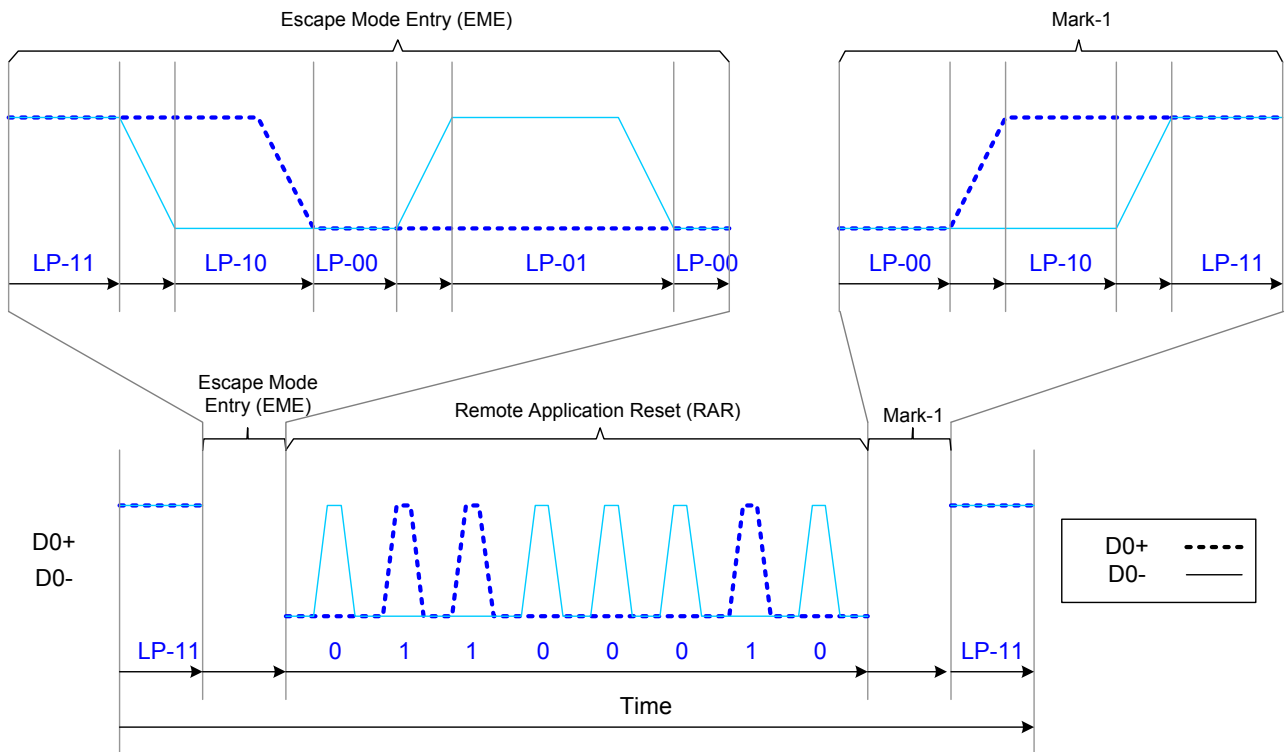 Escape Mode Entry (EME)
Mark-1
LP-11 LP-10 LP-00 LP-01 LP-00
LP-00 LP-10 LP-11
Escape Mode
Entry (EME)
Remote Application Reset (RAR)
Mark-1
D0+
D0-
D0+
D0-
LP-11 0 1 1 0 0 0 1 0 LP-11
Time